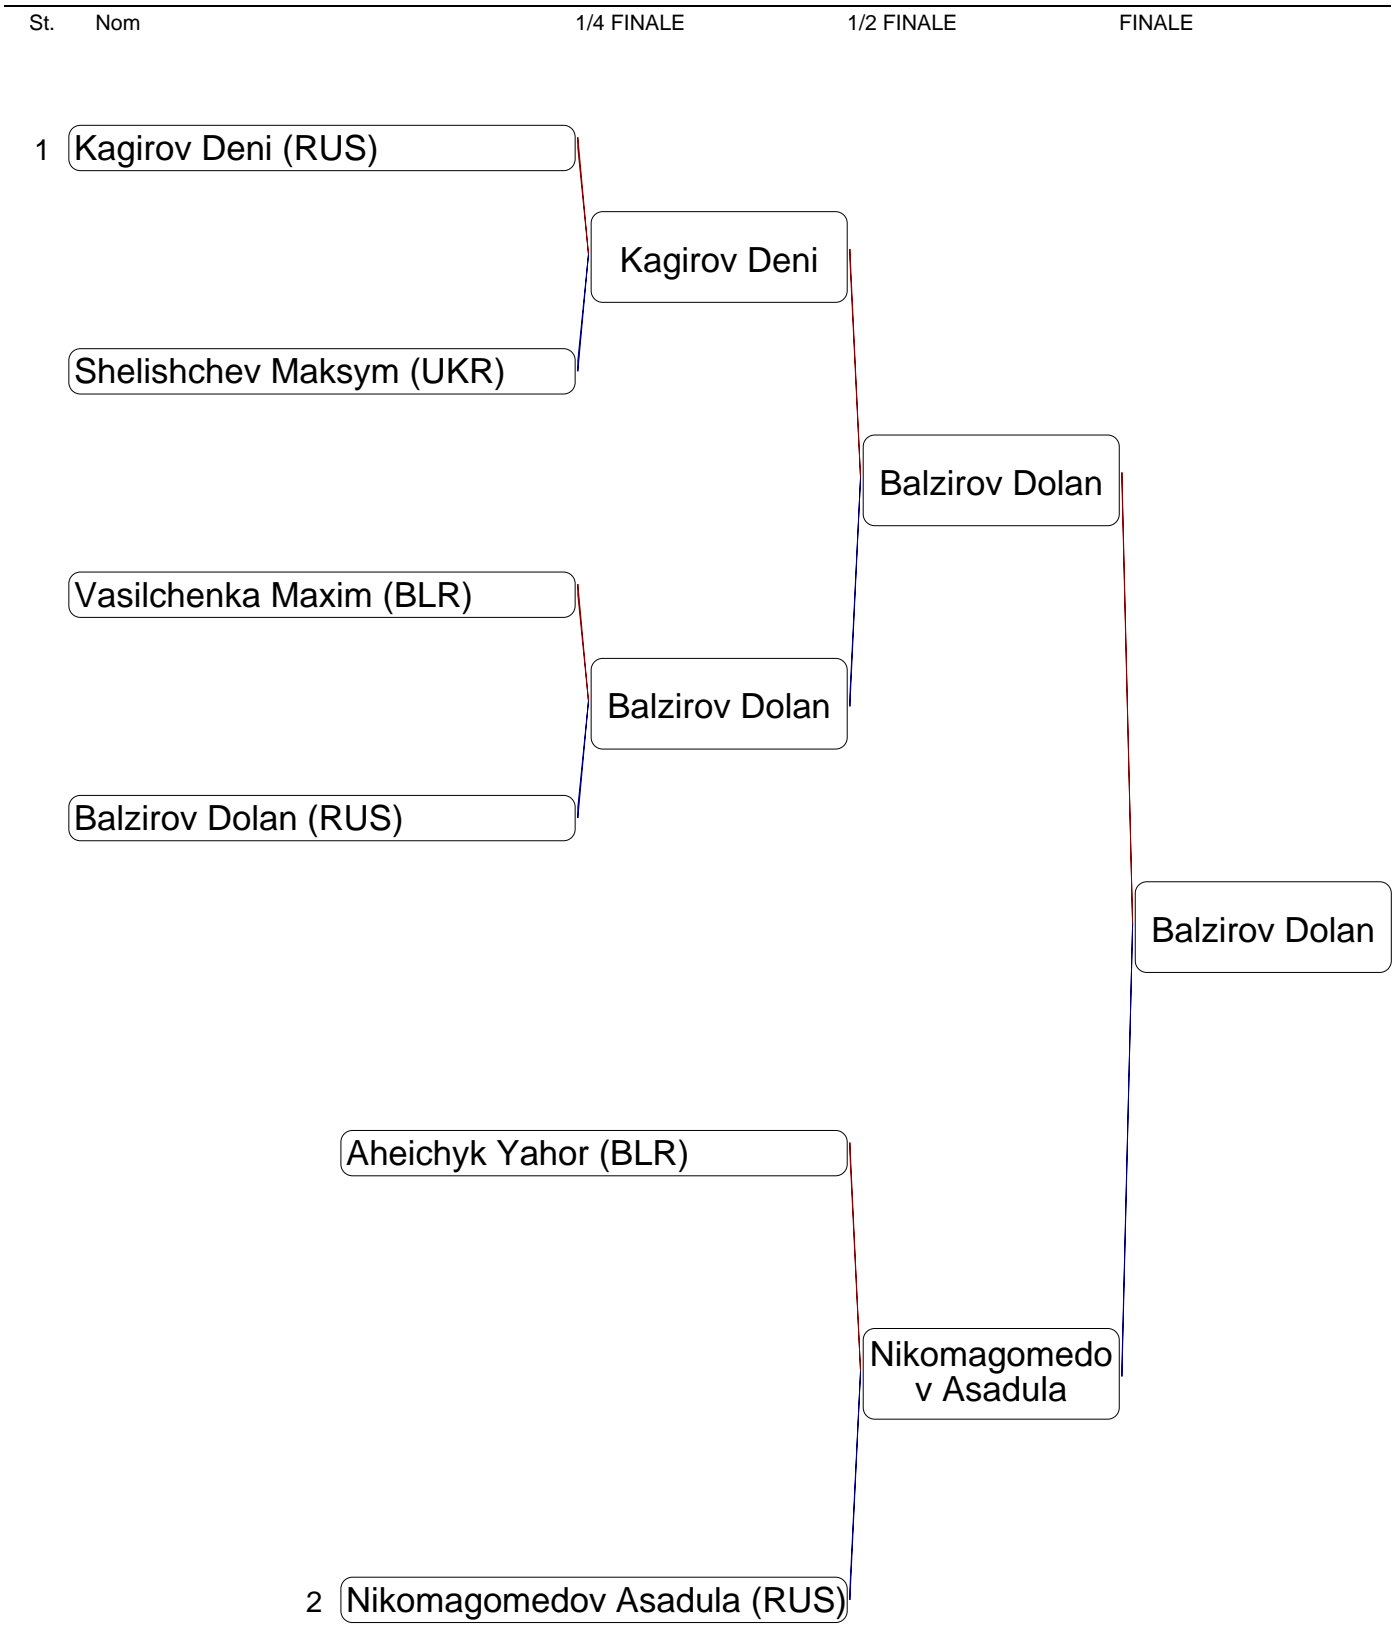 St. Nom 1/4 FINALE 1/2 FINALE FINALE
1 Kagirov Deni (RUS)
Kagirov Deni
Shelishchev Maksym (UKR)
Balzirov Dolan
Vasilchenka Maxim (BLR)
Balzirov Dolan
Balzirov Dolan (RUS)
Balzirov Dolan
Aheichyk Yahor (BLR)
Nikomagomedo
v Asadula
2 Nikomagomedov Asadula (RUS)